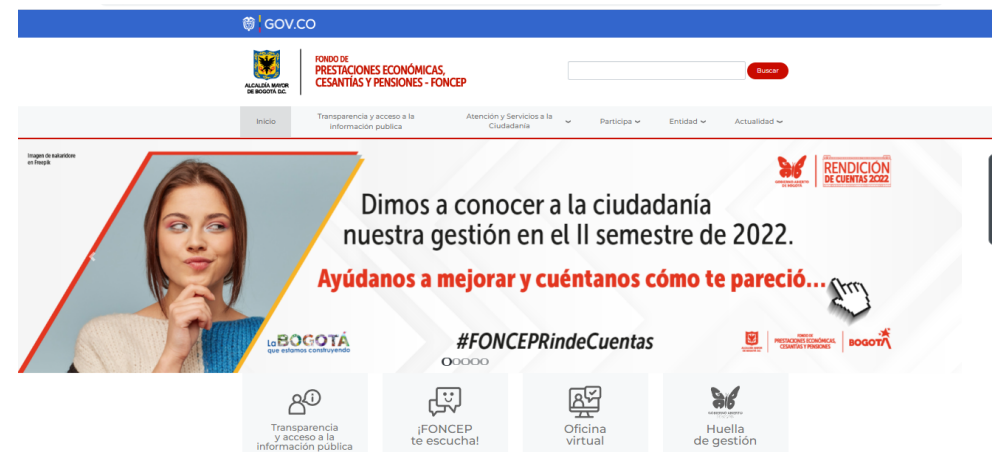 GOV.CO
ALCALDÍA MAYOR
DE BOGOTÁ D.C.
FONDO DE
PRESTACIONES ECONÓMICAS,
CESANTÍAS Y PENSIONES - FONCEP
Buscar
Inicio
Transparencia y acceso a la
información publica
Atención y Servicios a la
Ciudadanía
Participa
Entidad
Actualidad
Imagen de naturidom
en Freepik
RENDICIÓN
DE CUENTAS 2022
Dimos a conocer a la ciudadanía
nuestra gestión en el II semestre de 2022.
Ayúdanos a mejorar y cuéntanos cómo te pareció...
La BOGOTÁ
que estamos construyendo
#FONCEPRindeCuentas
FONDO DE
PRESTACIONES ECONÓMICAS,
CESANTÍAS Y PENSIONES
BOGOTÁ
Transparencia
y acceso a la
información pública
¡FONCEP
te escucha!
Oficina
virtual
Huella
de gestión